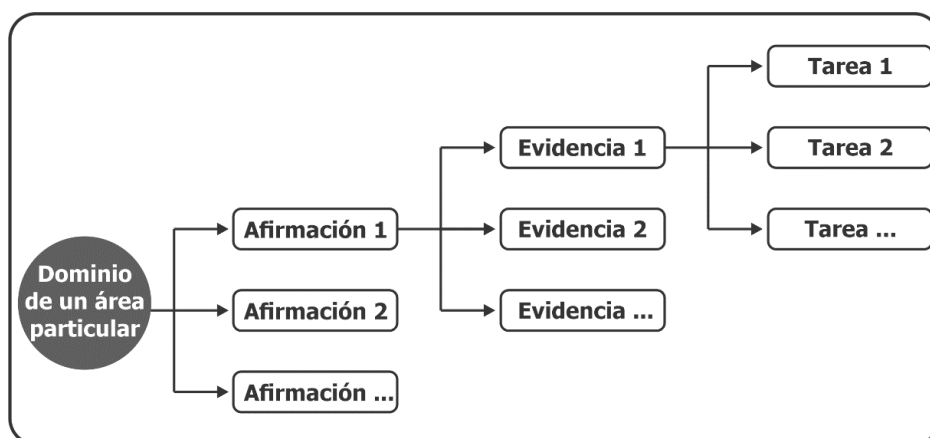 Dominio
de un área
particular
Afirmación 1
Afirmación 2
Afirmación ...
Evidencia 1
Evidencia 2
Evidencia ...
Tarea 1
Tarea 2
Tarea ...